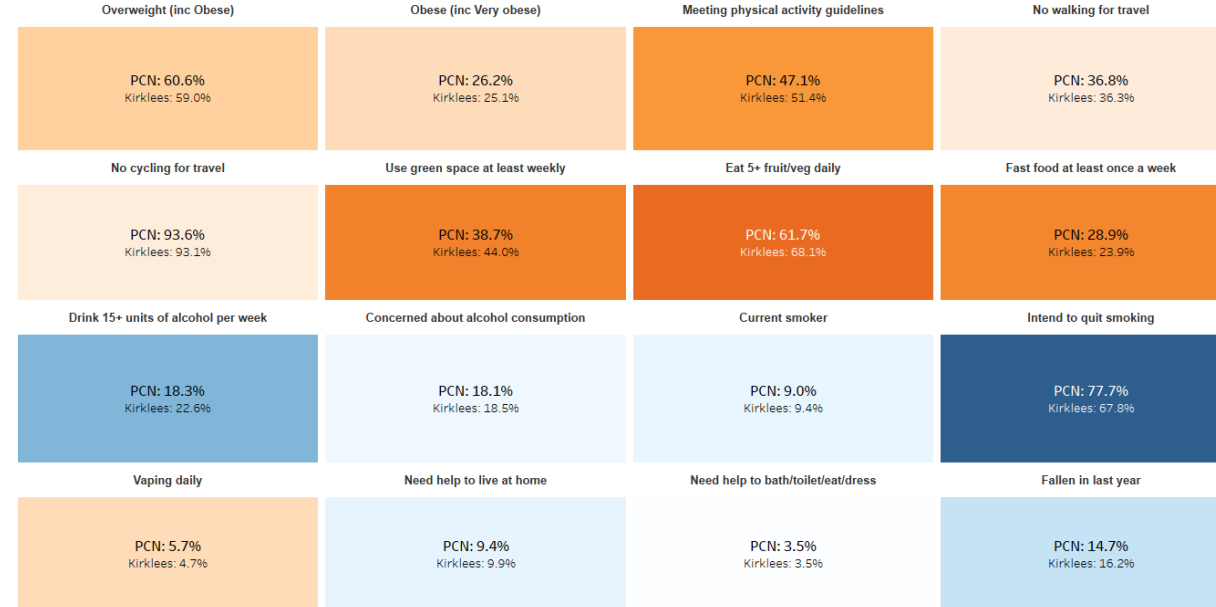 Overweight (inc Obese)
Obese (inc Very obese)
Meeting physical activity guidelines
No walking for travel
PCN: 60.6%
Kirklees: 59.0%
PCN: 26.2%
Kirklees: 25.1%
PCN: 47.1%
Kirklees: 51.4%
PCN: 36.8%
Kirklees: 36.3%
No cycling for travel
Use green space at least weekly
Eat 5+ fruit/veg daily
Fast food at least once a week
PCN: 93.6%
Kirklees: 93.1%
PCN: 38.7%
Kirklees: 44.0%
PCN: 61.7%
Kirklees: 68.1%
PCN: 28.9%
Kirklees: 23.9%
Drink 15+ units of alcohol per week
Concerned about alcohol consumption
Current smoker
Intend to quit smoking
PCN: 18.3%
Kirklees: 22.6%
PCN: 18.1%
Kirklees: 18.5%
PCN: 9.0%
Kirklees: 9.4%
PCN: 77.7%
Kirklees: 67.8%
Vaping daily
Need help to live at home
Need help to bath/toilet/eat/dress
Fallen in last year
PCN: 5.7%
Kirklees: 4.7%
PCN: 9.4%
Kirklees: 9.9%
PCN: 3.5%
Kirklees: 3.5%
PCN: 14.7%
Kirklees: 16.2%